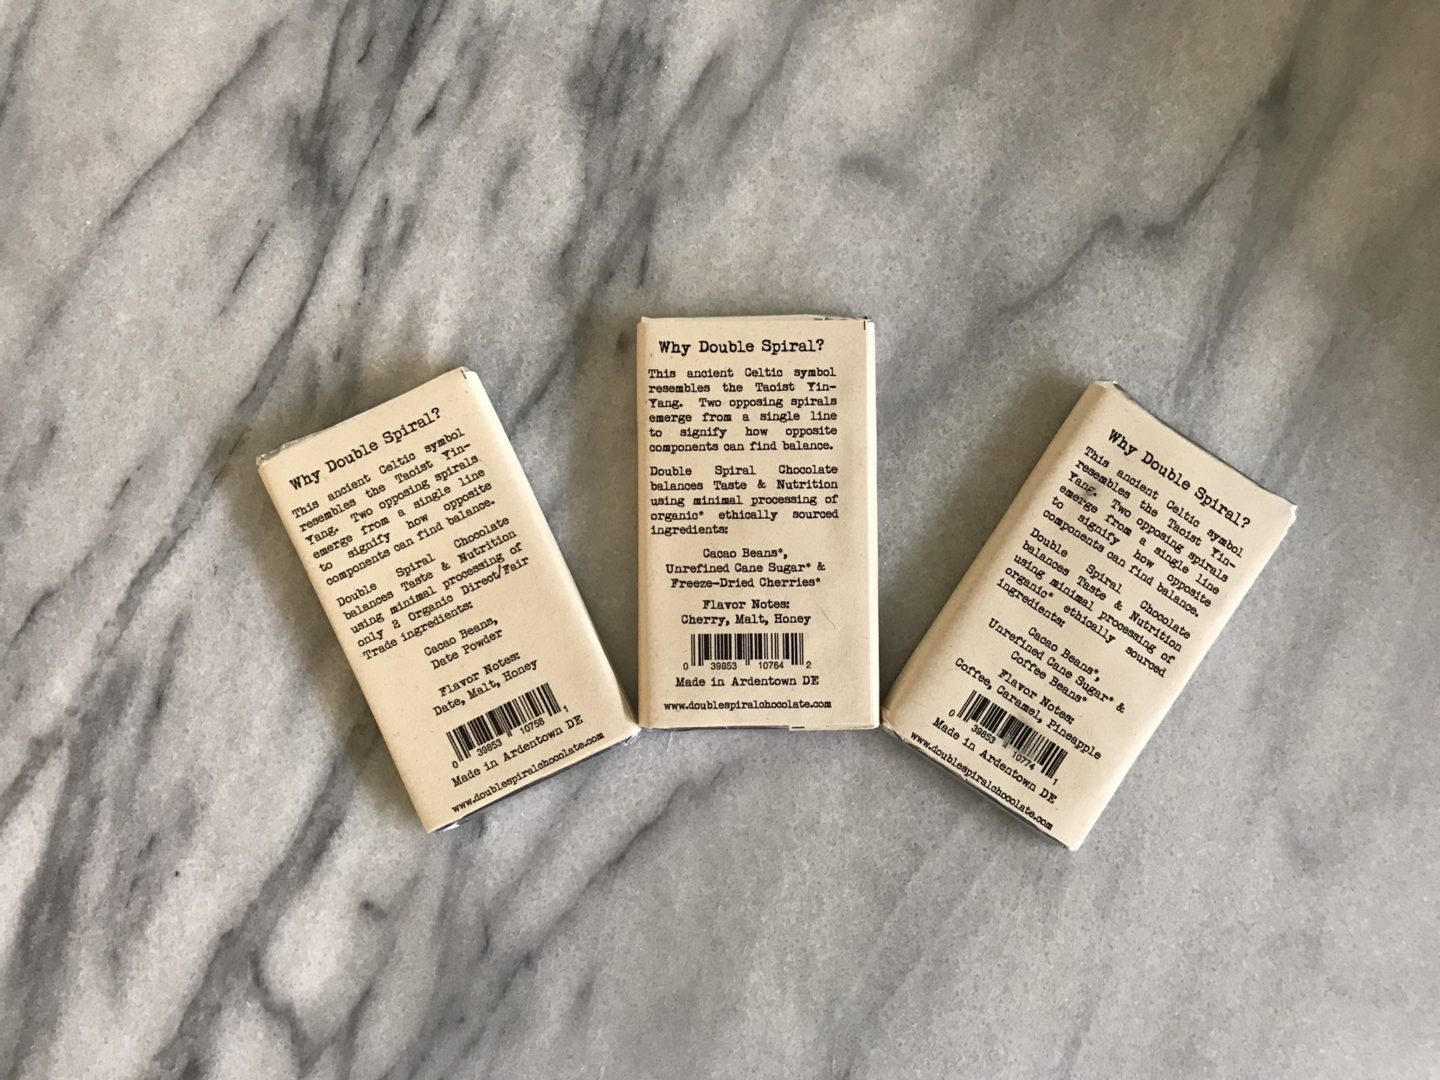 Why Double Spiral?
This ancient Celtic symbol
resembles the Taoist Yin-
Yang. Two opposing spirals
emerge from a single line
to signify how opposite
components can find balance.
Double Spiral Chocolate
balances Taste & Nutrition
using minimal processing of
only 2 Organic Direct/Fair
Trade ingredients:
Cacao Beans,
Date Powder
Flavor Notes:
Date, Malt, Honey
0 39853 10758 1
Made in Ardentown DE
www.doublespiralchocolate.com
Why Double Spiral?
This ancient Celtic symbol
resembles the Taoist Yin-
Yang. Two opposing spirals
emerge from a single line
to signify how opposite
components can find balance.
Double Spiral Chocolate
balances Taste & Nutrition
using minimal processing of
organic* ethically sourced
ingredients:
Cacao Beans*,
Unrefined Cane Sugar* &
Freeze-Dried Cherries*
Flavor Notes:
Cherry, Malt, Honey
0 39853 10764 2
Made in Ardentown DE
www.doublespiralchocolate.com
Why Double Spiral?
This ancient Celtic symbol
resembles the Taoist Yin-
Yang. Two opposing spirals
emerge from a single line
to signify how opposite
components can find balance.
Double Spiral Chocolate
balances Taste & Nutrition
using minimal processing of
organic* ethically sourced
ingredients:
Cacao Beans*,
Unrefined Cane Sugar* &
Coffee Beans*
Flavor Notes:
Coffee, Caramel, Pineapple
0 39853 10774 1
Made in Ardentown DE
www.doublespiralchocolate.com